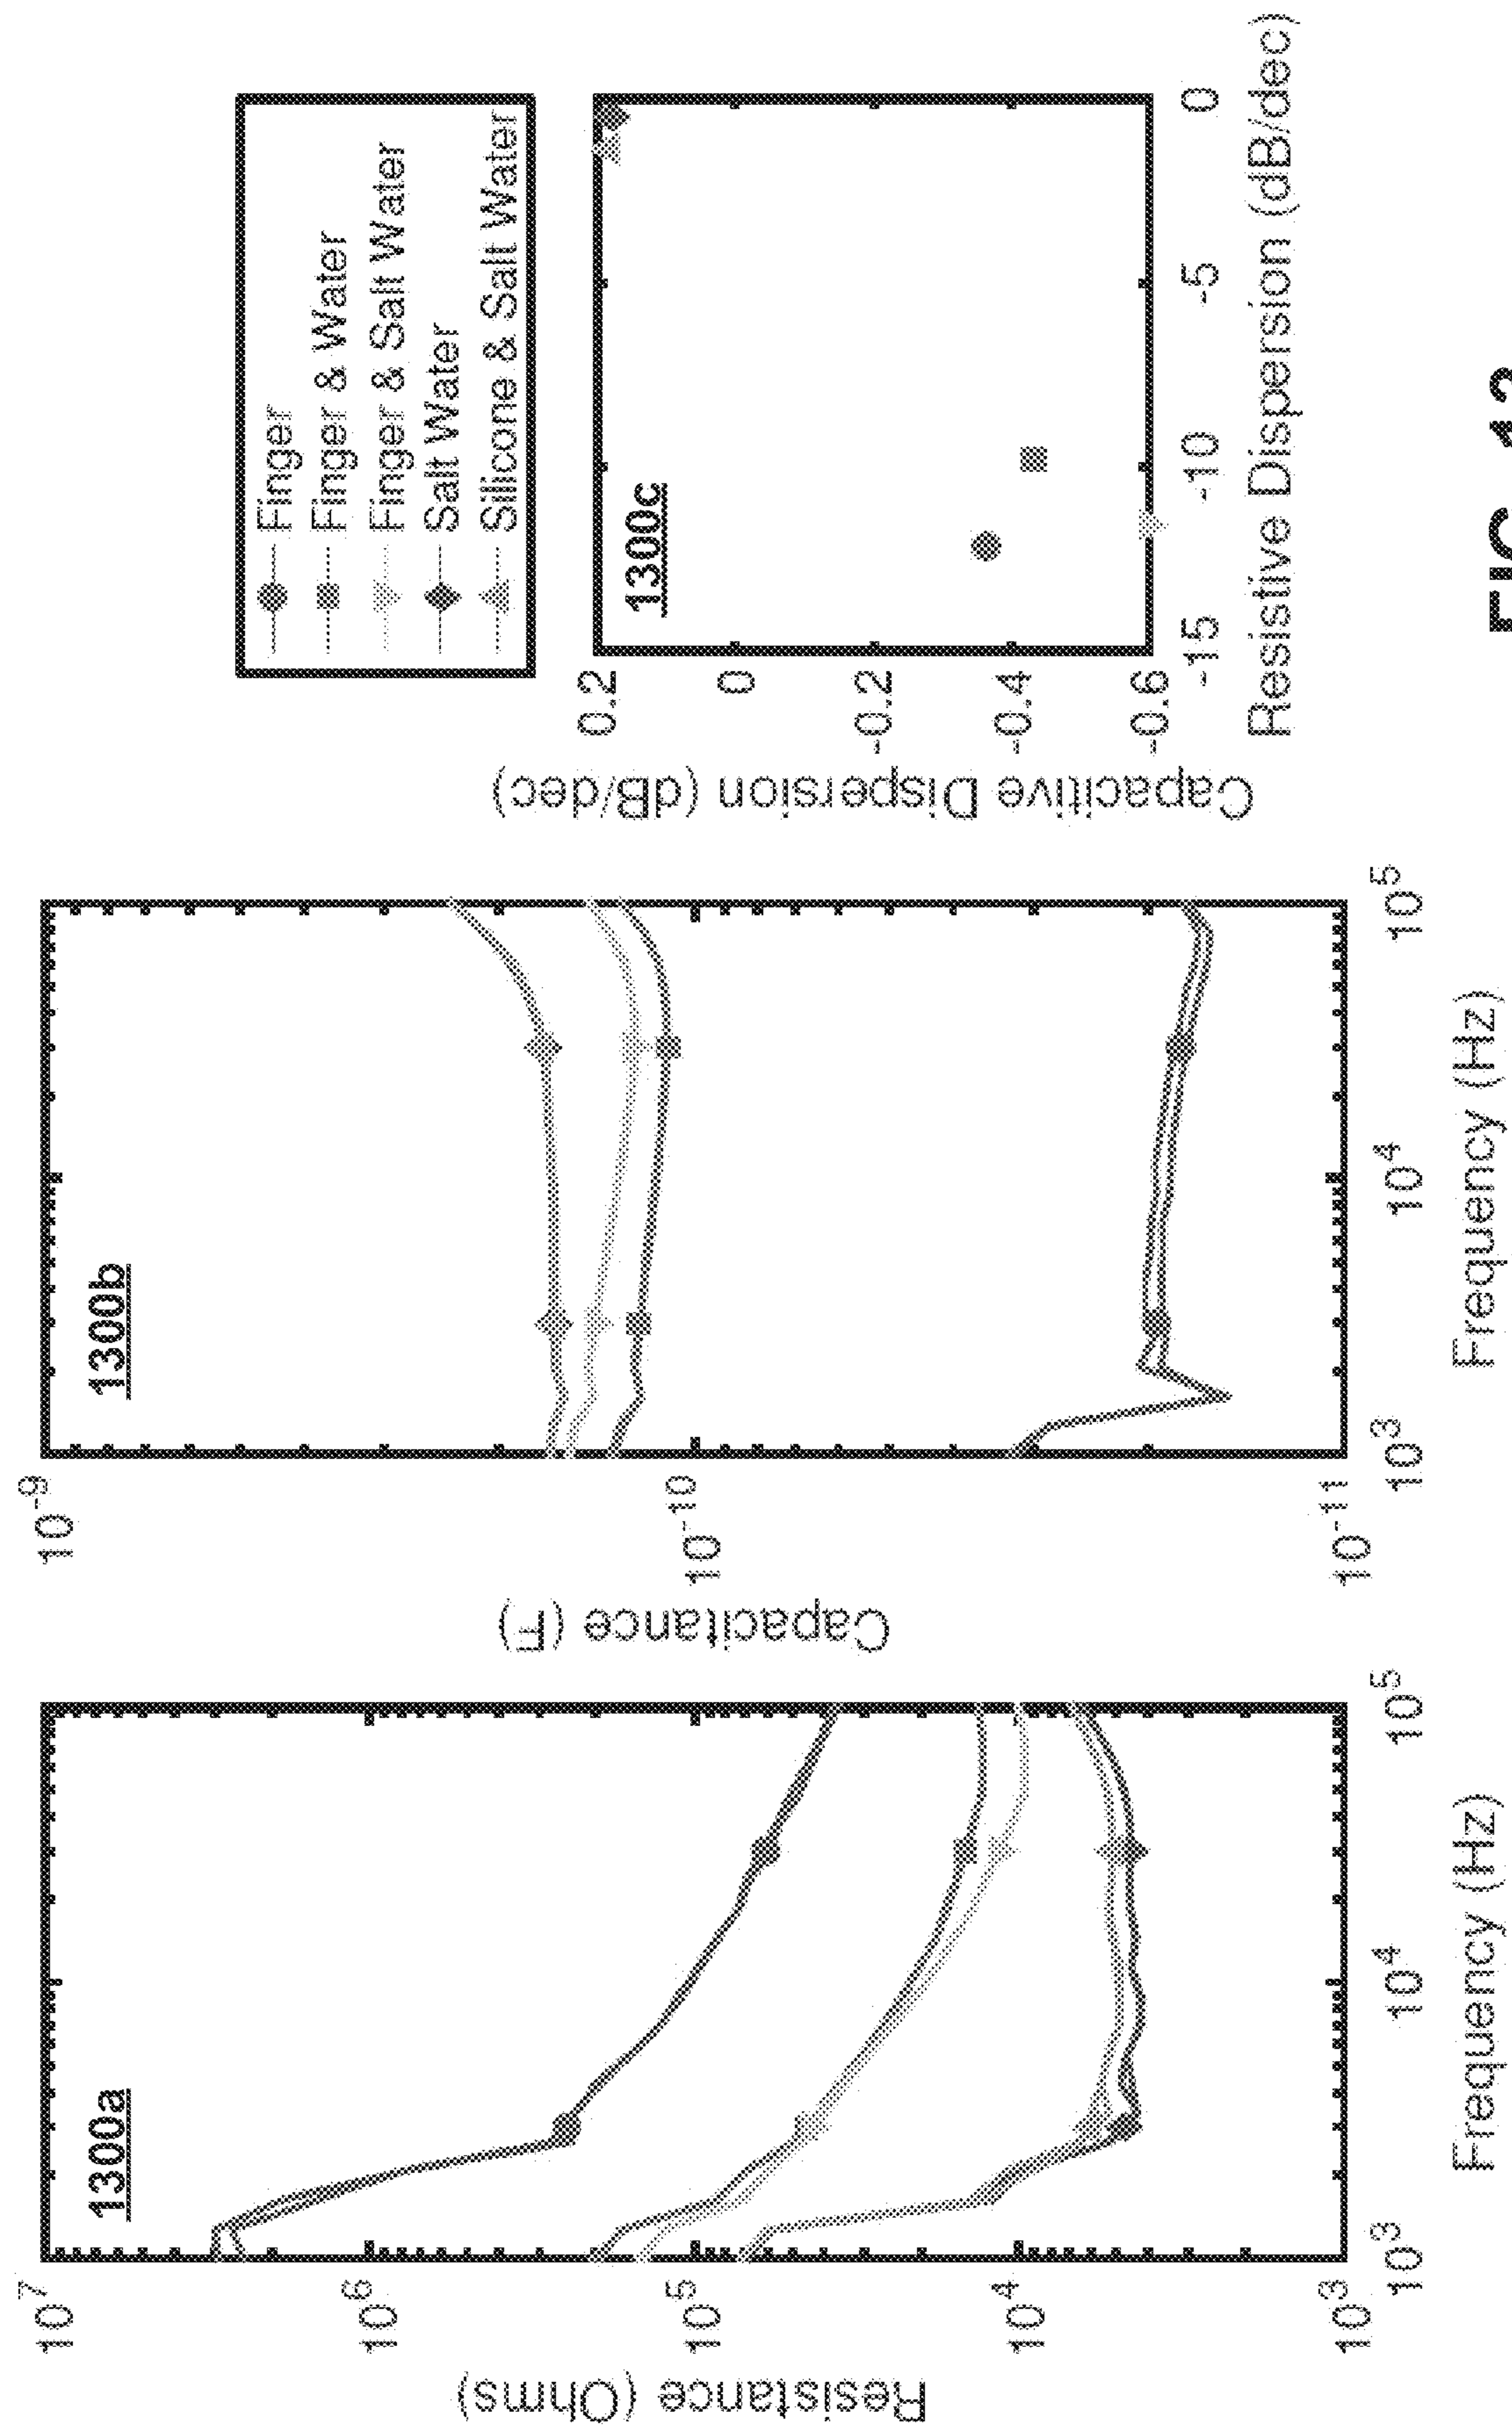 1300a
10^7
10^6
10^5
10^4
10^3
Resistance (Ohms)
10^3
10^4
10^5
Frequency (Hz)
1300b
10^-9
10^-10
10^-11
Capacitance (F)
10^3
10^4
10^5
Frequency (Hz)
Finger
Finger & Water
Finger & Salt Water
Salt Water
Silicone & Salt Water
1300c
0.2
0
-0.2
-0.4
-0.6
Capacitive Dispersion (dB/dec)
-15
-10
-5
0
Resistive Dispersion (dB/dec)
FIG. 13